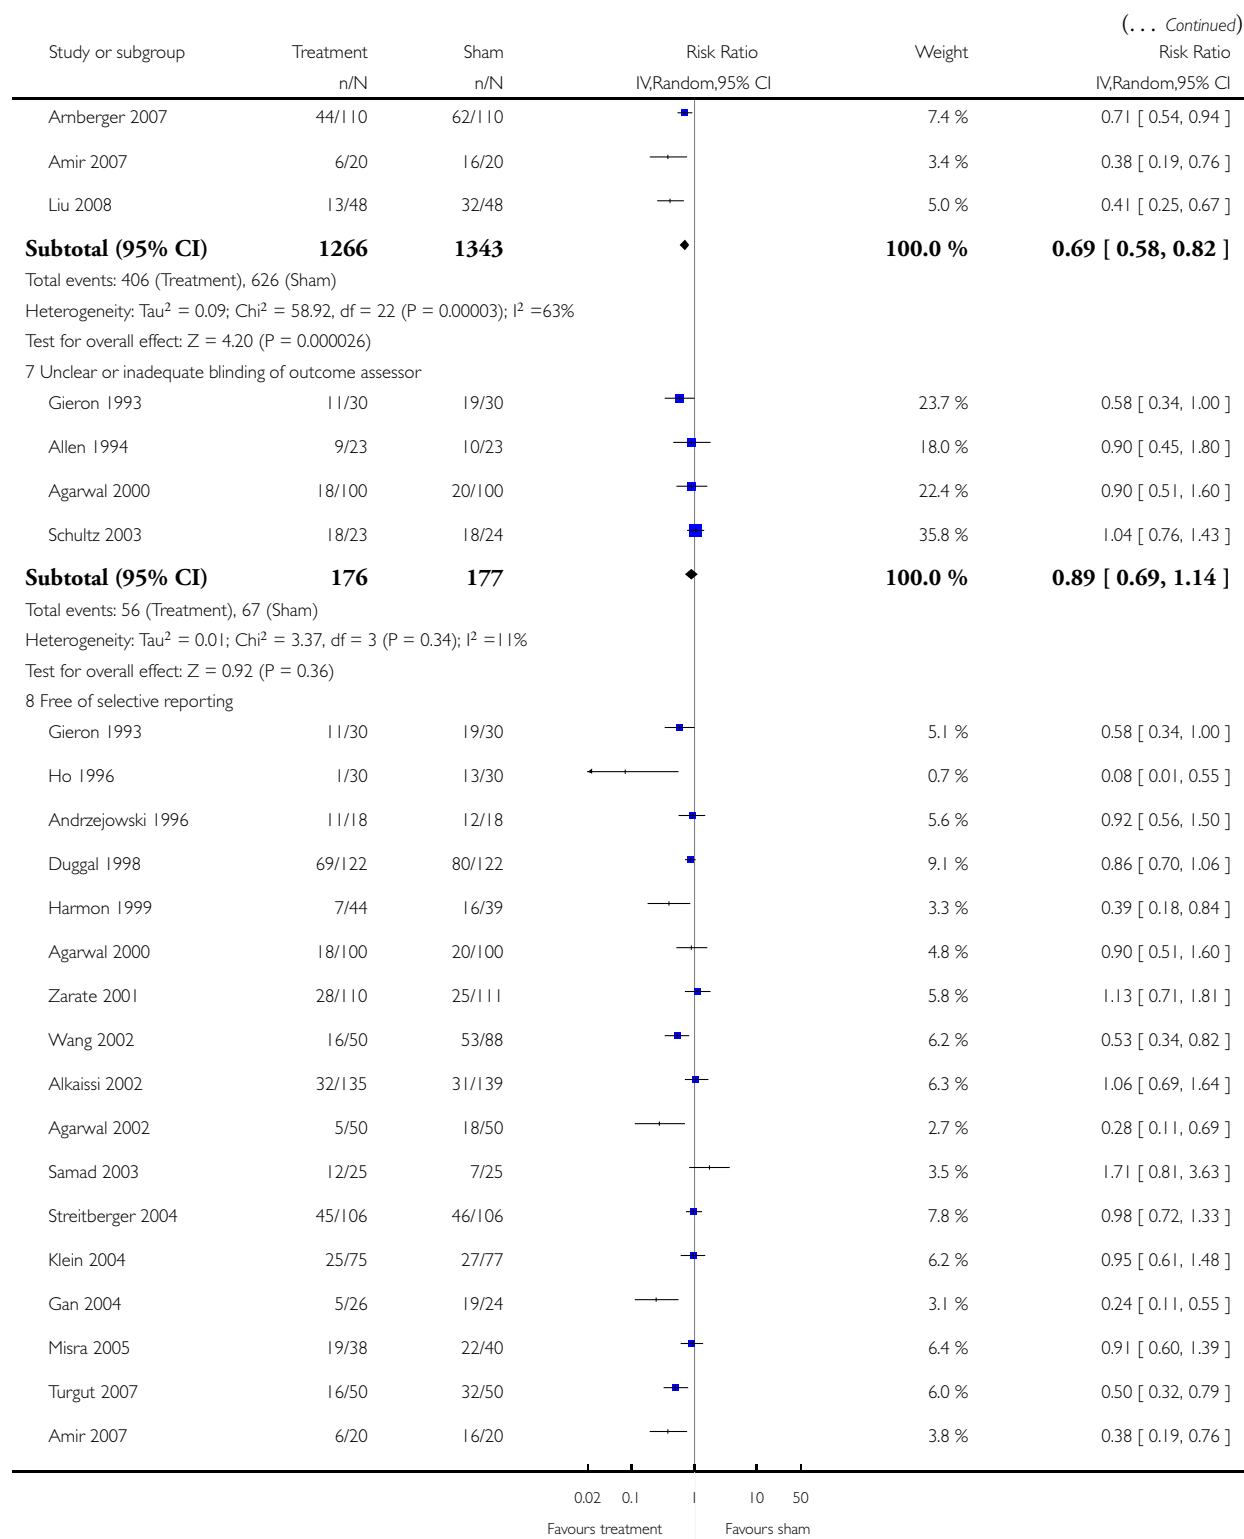 (... Continued)
Study or subgroup Treatment Sham Risk Ratio Weight Risk Ratio
n/N n/N IV,Random,95% CI IV,Random,95% CI
Arnberger 2007 44/110 62/110 7.4 % 0.71 [ 0.54, 0.94 ]
Amir 2007 6/20 16/20 3.4 % 0.38 [ 0.19, 0.76 ]
Liu 2008 13/48 32/48 5.0 % 0.41 [ 0.25, 0.67 ]
Subtotal (95% CI) 1266 1343 100.0 % 0.69 [ 0.58, 0.82 ]
Total events: 406 (Treatment), 626 (Sham)
Heterogeneity: Tau² = 0.09; Chi² = 58.92, df = 22 (P = 0.00003); I² =63%
Test for overall effect: Z = 4.20 (P = 0.000026)
7 Unclear or inadequate blinding of outcome assessor
Gieron 1993 11/30 19/30 23.7 % 0.58 [ 0.34, 1.00 ]
Allen 1994 9/23 10/23 18.0 % 0.90 [ 0.45, 1.80 ]
Agarwal 2000 18/100 20/100 22.4 % 0.90 [ 0.51, 1.60 ]
Schultz 2003 18/23 18/24 35.8 % 1.04 [ 0.76, 1.43 ]
Subtotal (95% CI) 176 177 100.0 % 0.89 [ 0.69, 1.14 ]
Total events: 56 (Treatment), 67 (Sham)
Heterogeneity: Tau² = 0.01; Chi² = 3.37, df = 3 (P = 0.34); I² =11%
Test for overall effect: Z = 0.92 (P = 0.36)
8 Free of selective reporting
Gieron 1993 11/30 19/30 5.1 % 0.58 [ 0.34, 1.00 ]
Ho 1996 1/30 13/30 0.7 % 0.08 [ 0.01, 0.55 ]
Andrzejowski 1996 11/18 12/18 5.6 % 0.92 [ 0.56, 1.50 ]
Duggal 1998 69/122 80/122 9.1 % 0.86 [ 0.70, 1.06 ]
Harmon 1999 7/44 16/39 3.3 % 0.39 [ 0.18, 0.84 ]
Agarwal 2000 18/100 20/100 4.8 % 0.90 [ 0.51, 1.60 ]
Zarate 2001 28/110 25/111 5.8 % 1.13 [ 0.71, 1.81 ]
Wang 2002 16/50 53/88 6.2 % 0.53 [ 0.34, 0.82 ]
Alkaissi 2002 32/135 31/139 6.3 % 1.06 [ 0.69, 1.64 ]
Agarwal 2002 5/50 18/50 2.7 % 0.28 [ 0.11, 0.69 ]
Samad 2003 12/25 7/25 3.5 % 1.71 [ 0.81, 3.63 ]
Streitberger 2004 45/106 46/106 7.8 % 0.98 [ 0.72, 1.33 ]
Klein 2004 25/75 27/77 6.2 % 0.95 [ 0.61, 1.48 ]
Gan 2004 5/26 19/24 3.1 % 0.24 [ 0.11, 0.55 ]
Misra 2005 19/38 22/40 6.4 % 0.91 [ 0.60, 1.39 ]
Turgut 2007 16/50 32/50 6.0 % 0.50 [ 0.32, 0.79 ]
Amir 2007 6/20 16/20 3.8 % 0.38 [ 0.19, 0.76 ]
0.02 0.1 1 10 50
Favours treatment Favours sham